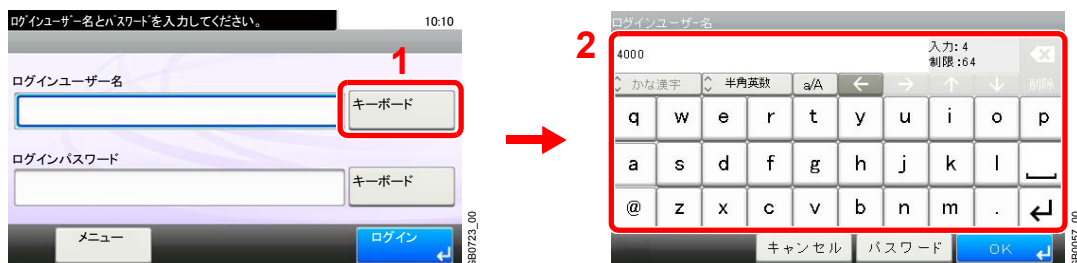 ログインユーザー名とパスワードを入力してください。 10:10
1
ログインユーザー名
キーボード
ログインパスワード
キーボード
メニュー ログイン
GB0723_00
2
ログインユーザー名
4000 入力: 4
制限:64
かな漢字 半角英数 a/A ← → ↑ ↓ 削除
q w e r t y u i o p
a s d f g h j k l
@ z x c v b n m .
キャンセル パスワード OK
GB0057_00